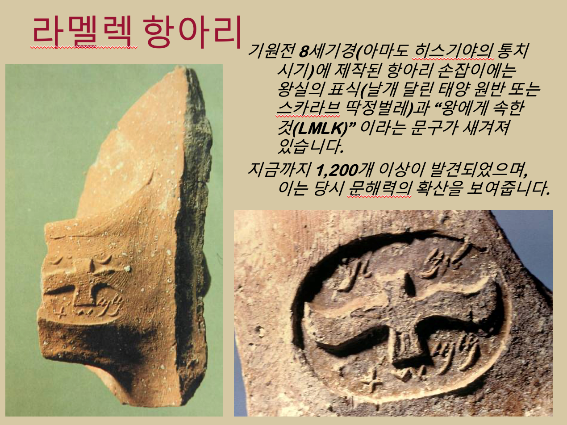 라멜렉 항아리
기원전 8세기경(아마도 히스기야의 통치
시기)에 제작된 항아리 손잡이에는
왕실의 표식(날개 달린 태양 원반 또는
스카라브 딱정벌레)과 “왕에게 속한
것(LMLK)” 이라는 문구가 새겨져
있습니다.
지금까지 1,200개 이상이 발견되었으며,
이는 당시 문해력의 확산을 보여줍니다.